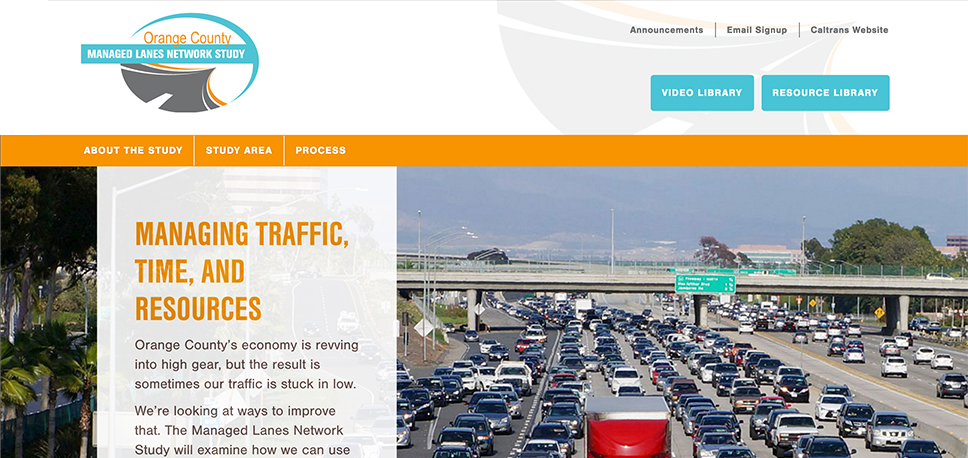 Orange County
MANAGED LANES NETWORK STUDY
Announcements
Email Signup
Caltrans Website
VIDEO LIBRARY
RESOURCE LIBRARY
ABOUT THE STUDY
STUDY AREA
PROCESS
MANAGING TRAFFIC,
TIME, AND
RESOURCES
Orange County’s economy is revving
into high gear, but the result is
sometimes our traffic is stuck in low.
We’re looking at ways to improve
that. The Managed Lanes Network
Study will examine how we can use